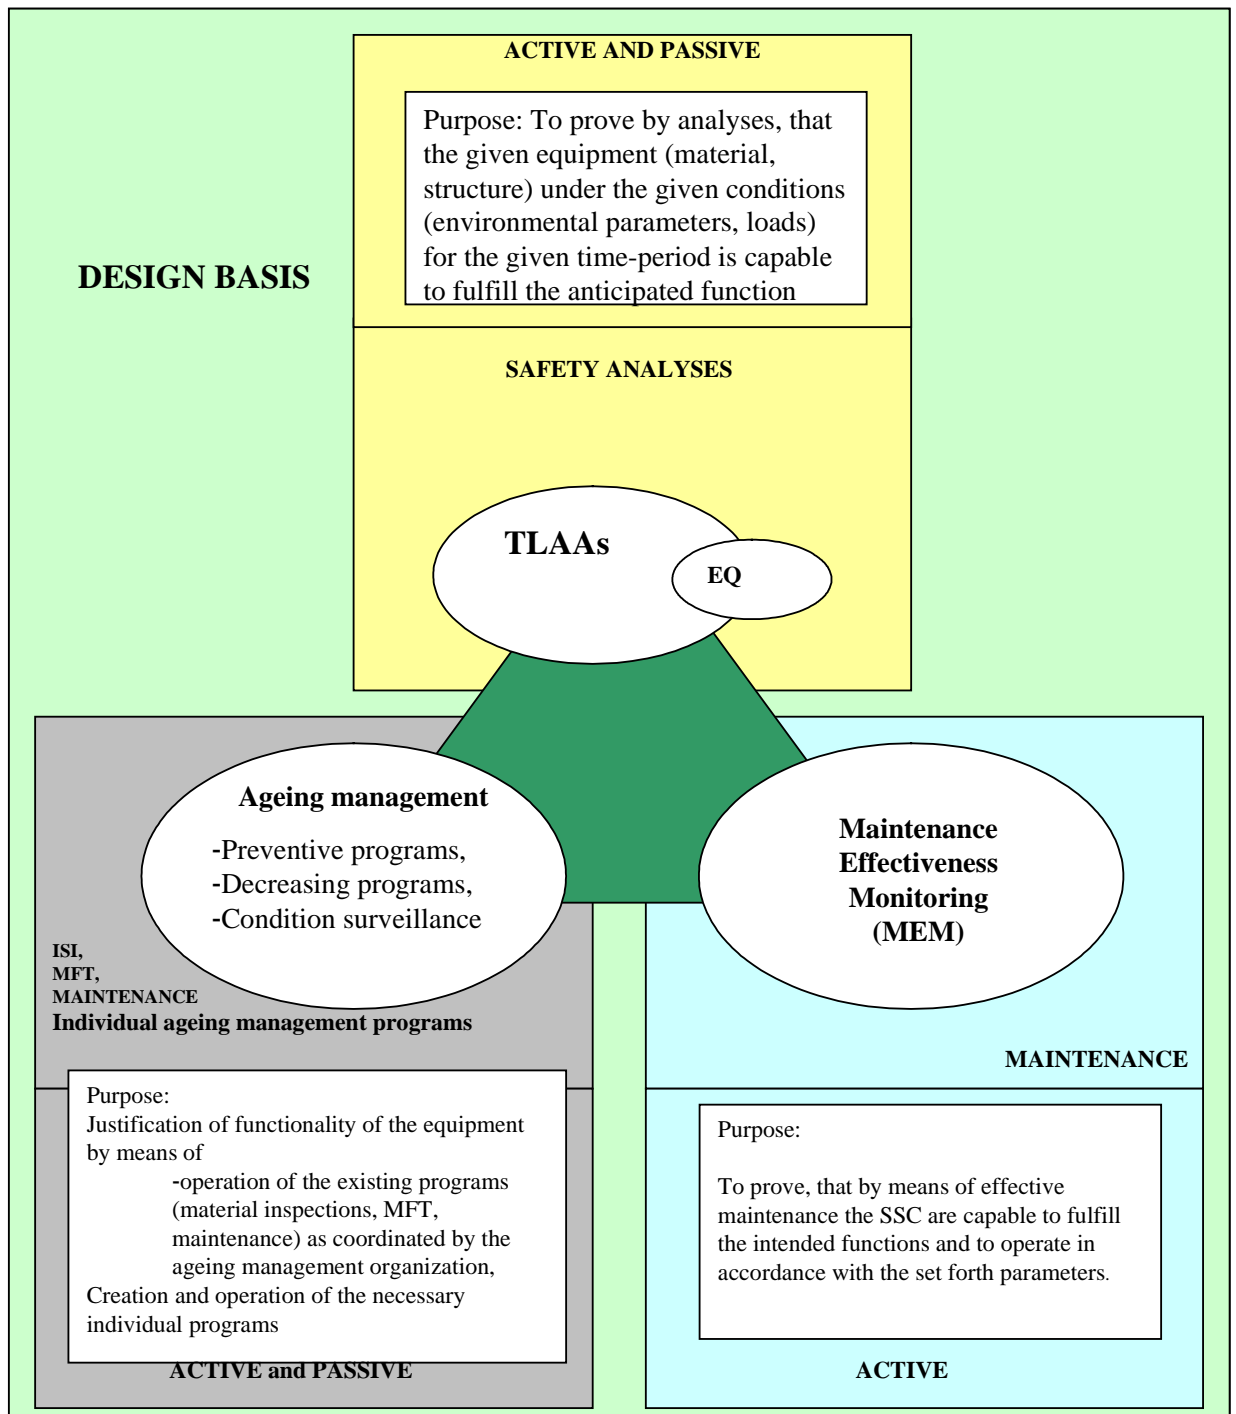 ACTIVE AND PASSIVE
Purpose: To prove by analyses, that
the given equipment (material,
structure) under the given conditions
(environmental parameters, loads)
for the given time-period is capable
to fulfill the anticipated function
DESIGN BASIS
SAFETY ANALYSES
TLAAs
EQ
Ageing management
-Preventive programs,
-Decreasing programs,
-Condition surveillance
ISI,
MFT,
MAINTENANCE
Individual ageing management programs
Maintenance
Effectiveness
Monitoring
(MEM)
MAINTENANCE
Purpose:
Justification of functionality of the equipment
by means of
-operation of the existing programs
(material inspections, MFT,
maintenance) as coordinated by the
ageing management organization,
Creation and operation of the necessary
individual programs
ACTIVE and PASSIVE
Purpose:
To prove, that by means of effective
maintenance the SSC are capable to fulfill
the intended functions and to operate in
accordance with the set forth parameters.
ACTIVE